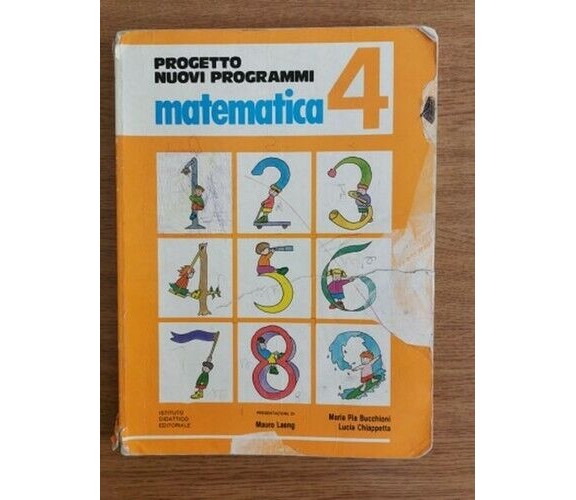 PROGETTO
NUOVI PROGRAMMI
matematica 4
1 2 3
4 5 6
7 8 9
ISTITUTO
DIDATTICO
EDITORIALE
PRESENTAZIONE DI
Mauro Laeng
Maria Pia Bucchioni
Lucia Chiappetta